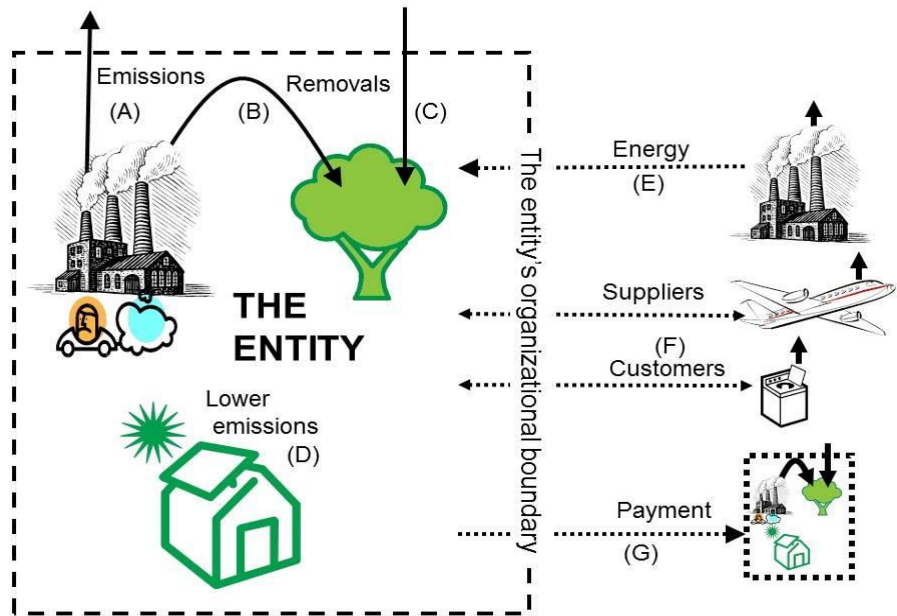 Emissions
(A)
(B)
Removals
(C)
THE
ENTITY
Lower
emissions
(D)
The entity's organizational boundary
Energy
(E)
Suppliers
(F)
Customers
Payment
(G)